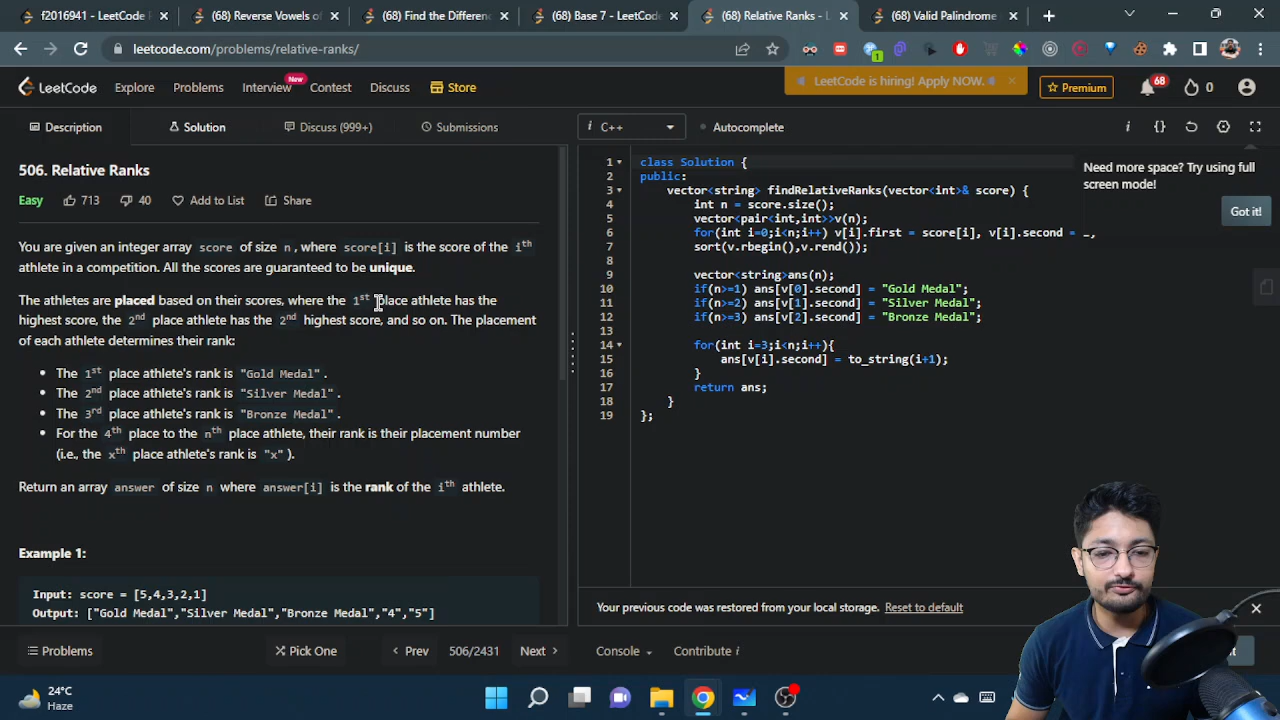 f2016941 - LeetCode P
(68) Reverse Vowels of
(68) Find the Differenc
(68) Base 7 - LeetCode
(68) Relative Ranks - L
(68) Valid Palindrome
leetcode.com/problems/relative-ranks/
LeetCode
Explore
Problems
Interview
New
Contest
Discuss
Store
LeetCode is hiring! Apply NOW.
Premium
68
0
Description
Solution
Discuss (999+)
Submissions
i C++
Autocomplete
506. Relative Ranks
Easy
713
40
Add to List
Share
You are given an integer array score of size n, where score[i] is the score of the ith
athlete in a competition. All the scores are guaranteed to be unique.
The athletes are placed based on their scores, where the 1st place athlete has the
highest score, the 2nd place athlete has the 2nd highest score, and so on. The placement
of each athlete determines their rank:
• The 1st place athlete's rank is "Gold Medal".
• The 2nd place athlete's rank is "Silver Medal".
• The 3rd place athlete's rank is "Bronze Medal".
• For the 4th place to the nth place athlete, their rank is their placement number
(i.e., the xth place athlete's rank is "x").
Return an array answer of size n where answer[i] is the rank of the ith athlete.
Example 1:
Input: score = [5,4,3,2,1]
Output: ["Gold Medal","Silver Medal","Bronze Medal","4","5"]
1 class Solution {
2 public:
3 vector<string> findRelativeRanks(vector<int>& score) {
4 int n = score.size();
5 vector<pair<int,int>>v(n);
6 for(int i=0;i<n;i++) v[i].first = score[i], v[i].second =
7 sort(v.rbegin(),v.rend());
8
9 vector<string>ans(n);
10 if(n>=1) ans[v[0].second] = "Gold Medal";
11 if(n>=2) ans[v[1].second] = "Silver Medal";
12 if(n>=3) ans[v[2].second] = "Bronze Medal";
13
14 for(int i=3;i<n;i++){
15 ans[v[i].second] = to_string(i+1);
16 }
17 return ans;
18 }
19 };
Need more space? Try using full
screen mode!
Got it!
Your previous code was restored from your local storage. Reset to default
Problems
Pick One
Prev
506/2431
Next
Console
Contribute i
24°C
Haze